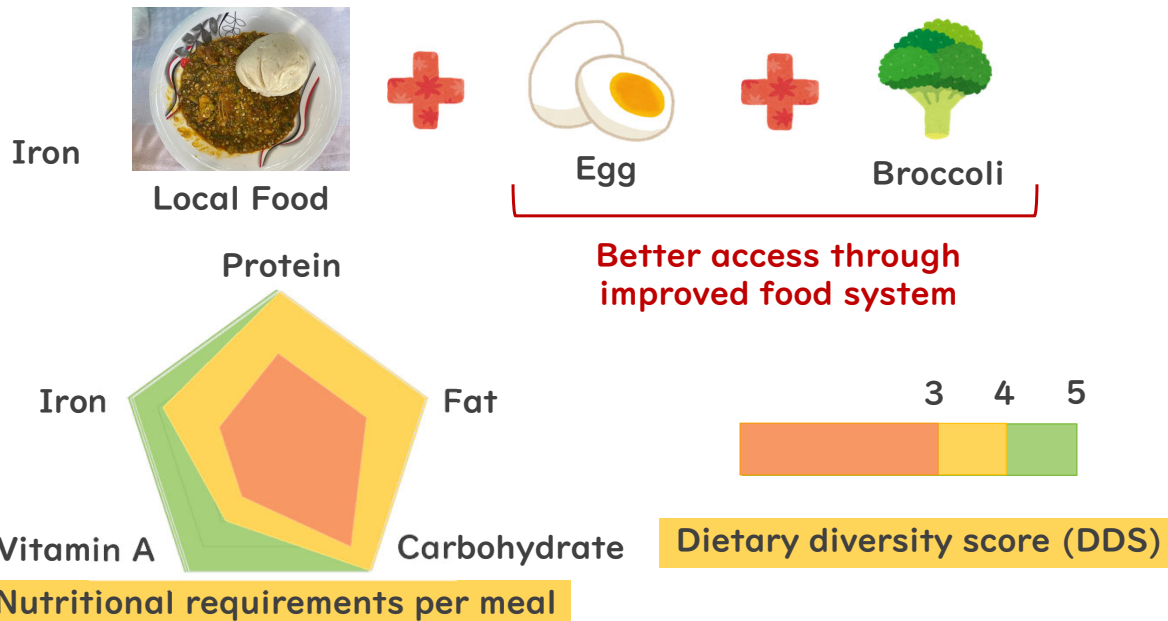 Iron
Local Food
Egg
Broccoli
Better access through
improved food system
Protein
Iron
Fat
Vitamin A
Carbohydrate
Nutritional requirements per meal
3 4 5
Dietary diversity score (DDS)